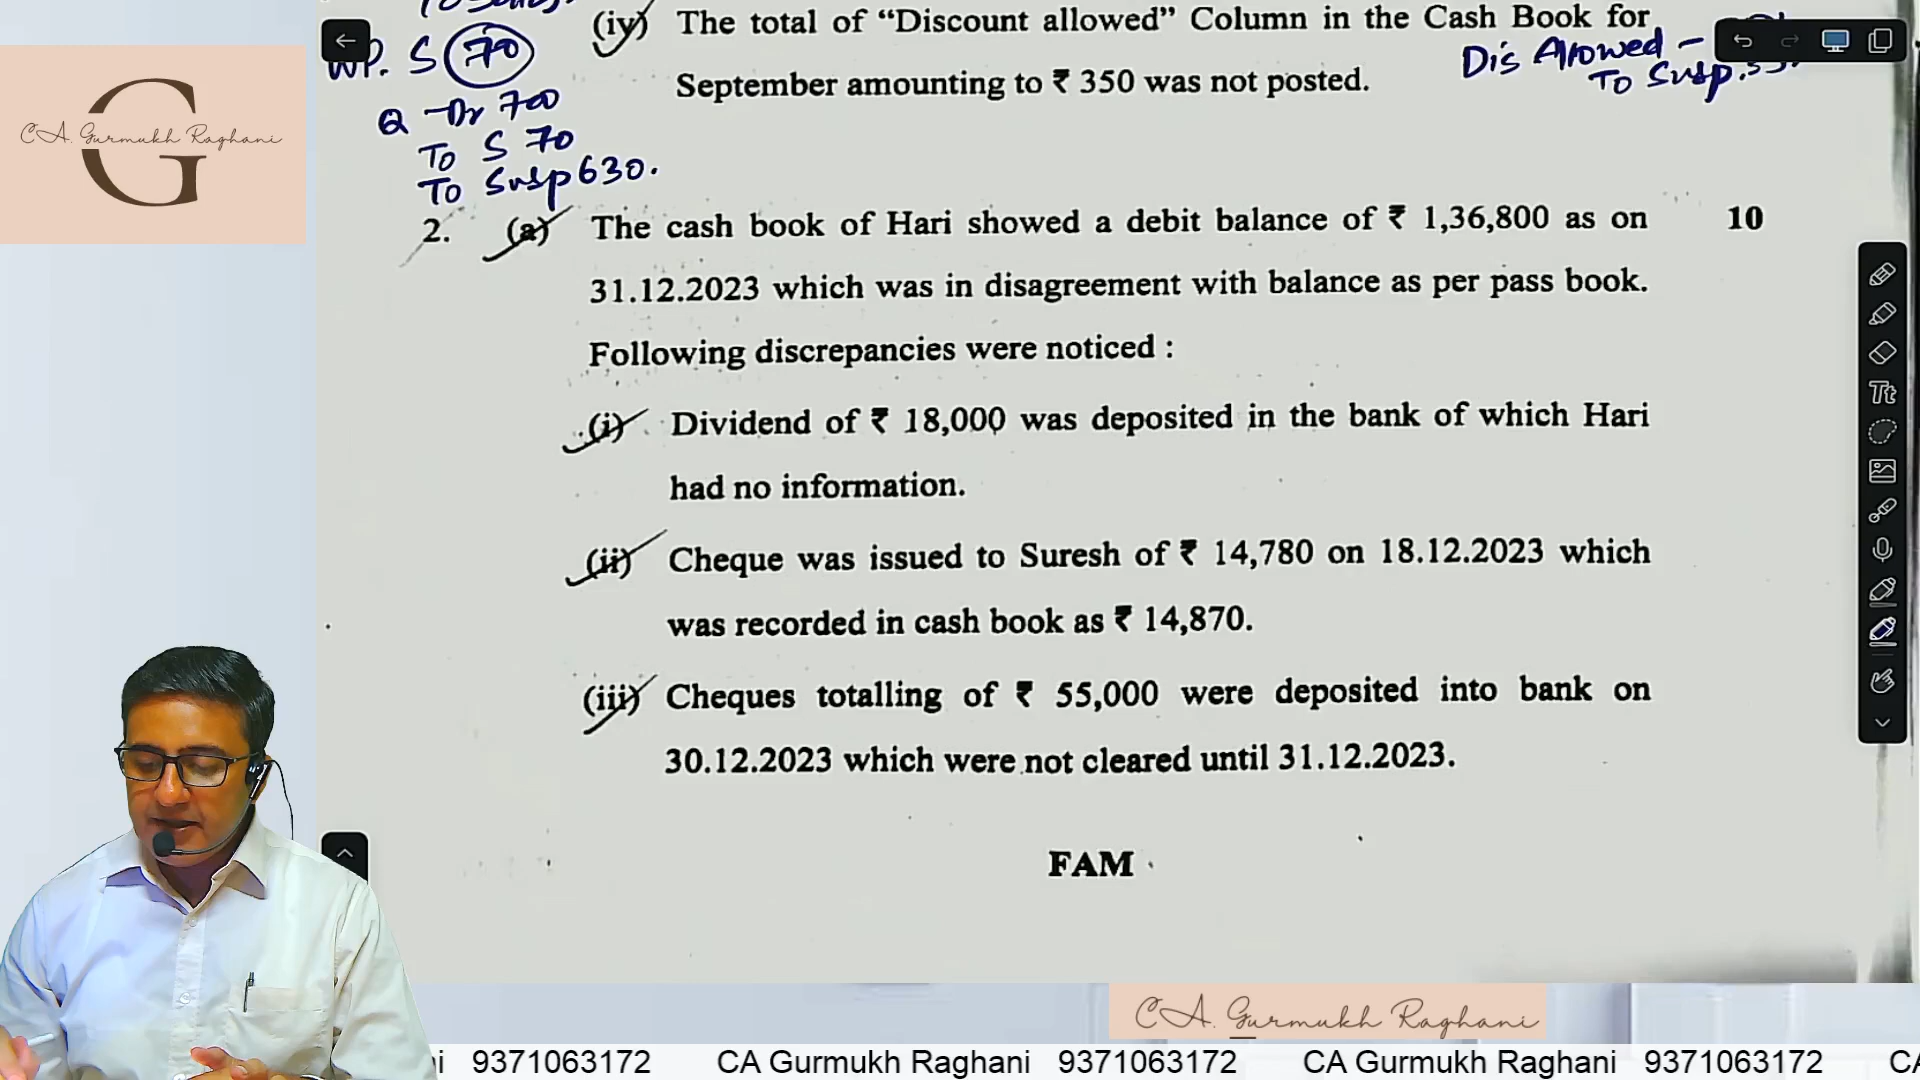 (iv) The total of “Discount allowed” Column in the Cash Book for
Dis Allowed -
September amounting to ₹ 350 was not posted.
To Susp.
WP. S 70
Q - Dr 700
To S 70
To Susp 630.
CA. Gurmukh Raghani
G
2. (a) The cash book of Hari showed a debit balance of ₹ 1,36,800 as on 10
31.12.2023 which was in disagreement with balance as per pass book.
Following discrepancies were noticed :
(i) Dividend of ₹ 18,000 was deposited in the bank of which Hari
had no information.
(ii) Cheque was issued to Suresh of ₹ 14,780 on 18.12.2023 which
was recorded in cash book as ₹ 14,870.
(iii) Cheques totalling of ₹ 55,000 were deposited into bank on
30.12.2023 which were not cleared until 31.12.2023.
FAM
Tt
CA. Gurmukh Raghani
ni 9371063172 CA Gurmukh Raghani 9371063172 CA Gurmukh Raghani 9371063172 CA